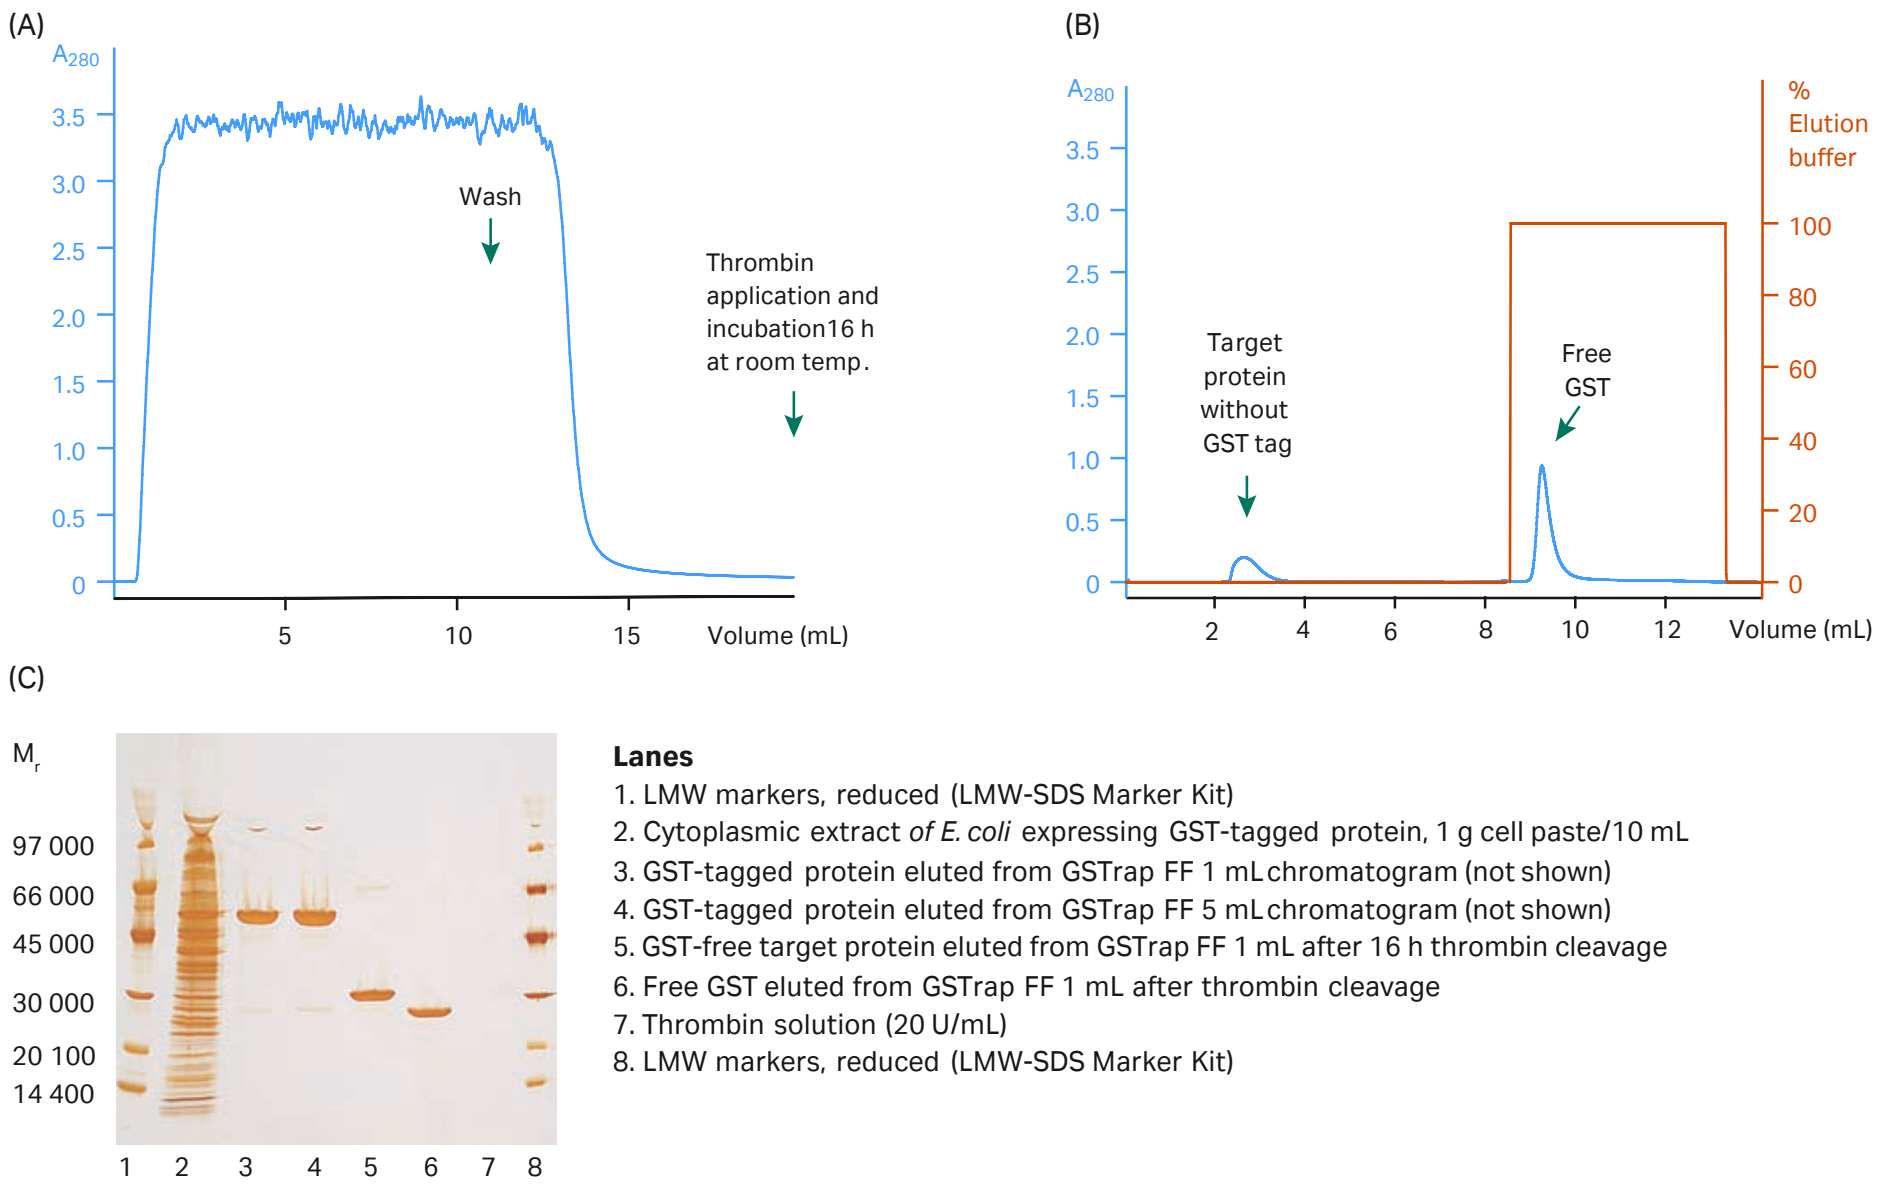 (A)
A280
3.5
3.0
2.5
2.0
1.5
1.0
0.5
0
Wash
Thrombin
application and
incubation16 h
at room temp.
5
10
15
Volume (mL)
(B)
A280
3.5
3.0
2.5
2.0
1.5
1.0
0.5
0
Target
protein
without
GST tag
Free
GST
%
Elution
buffer
100
80
60
40
20
0
2
4
6
8
10
12
Volume (mL)
(C)
Mr
97 000
66 000
45 000
30 000
20 100
14 400
1 2 3 4 5 6 7 8
Lanes
1. LMW markers, reduced (LMW-SDS Marker Kit)
2. Cytoplasmic extract of E. coli expressing GST-tagged protein, 1 g cell paste/10 mL
3. GST-tagged protein eluted from GSTrap FF 1 mL chromatogram (not shown)
4. GST-tagged protein eluted from GSTrap FF 5 mL chromatogram (not shown)
5. GST-free target protein eluted from GSTrap FF 1 mL after 16 h thrombin cleavage
6. Free GST eluted from GSTrap FF 1 mL after thrombin cleavage
7. Thrombin solution (20 U/mL)
8. LMW markers, reduced (LMW-SDS Marker Kit)